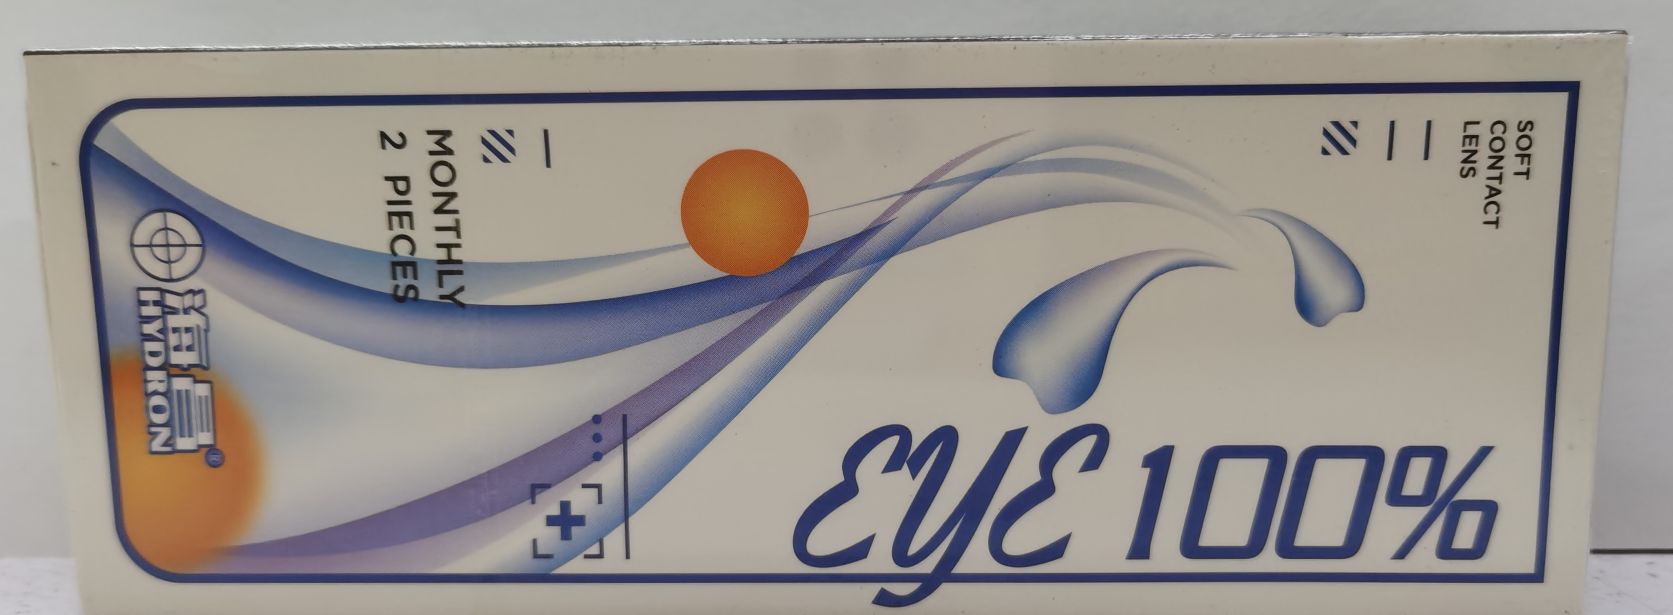 SOFT
CONTACT
LENS
MONTHLY
2 PIECES
海昌®
HYDRON
EYE 100%